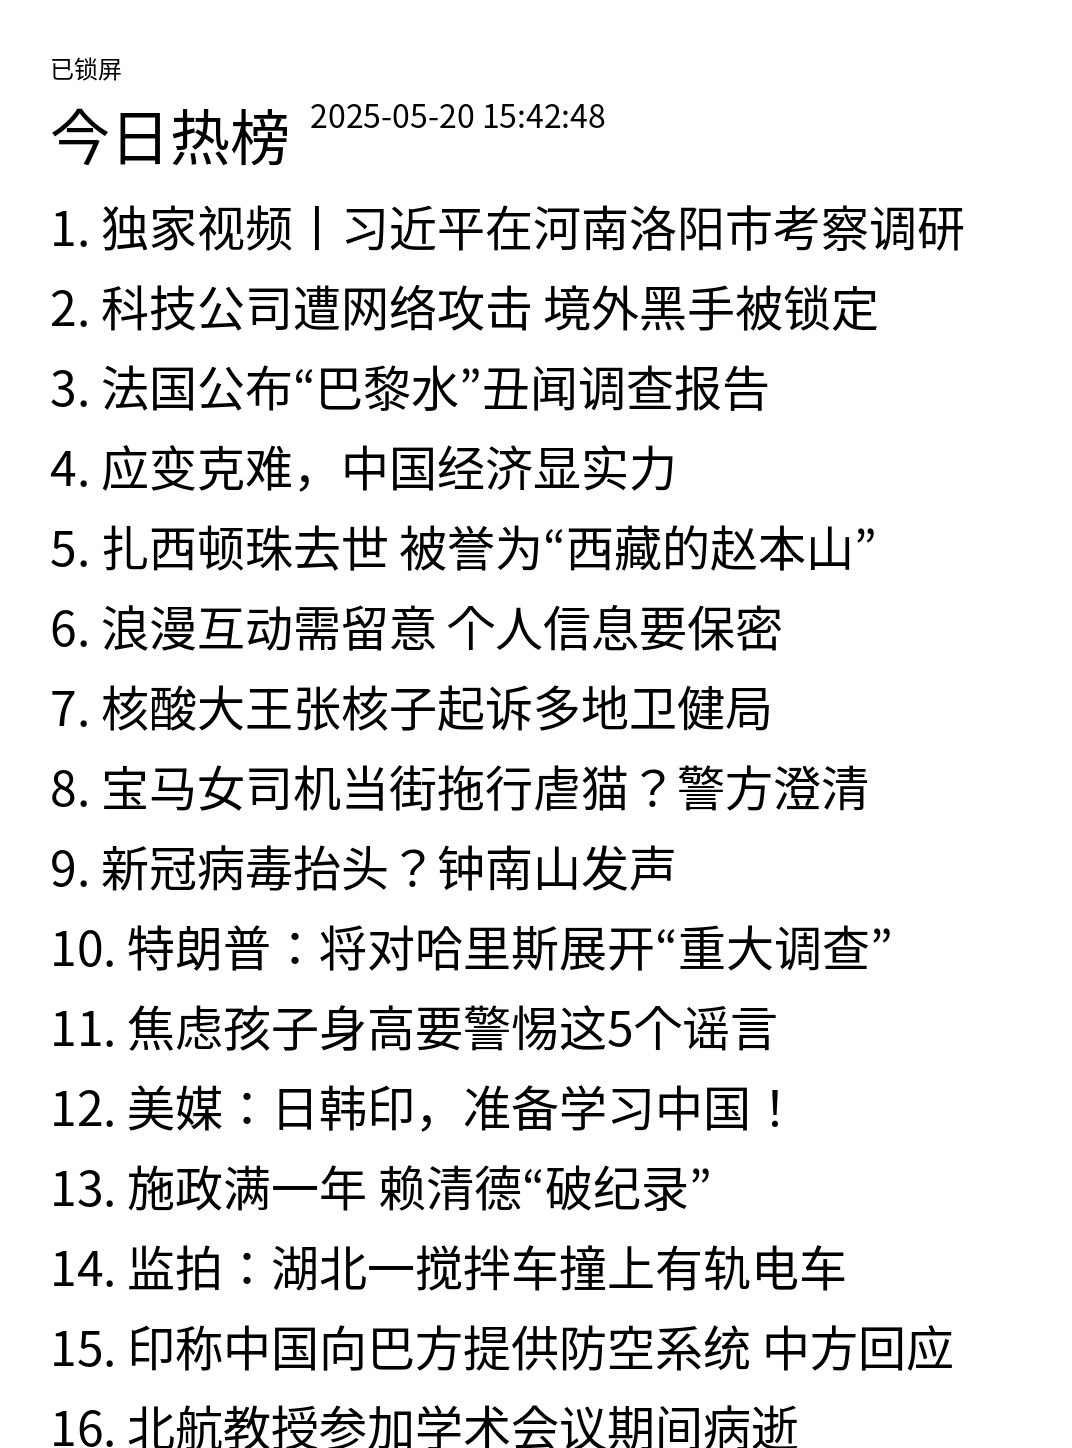 已锁屏
今日热榜 2025-05-20 15:42:48
1. 独家视频丨习近平在河南洛阳市考察调研
2. 科技公司遭网络攻击 境外黑手被锁定
3. 法国公布“巴黎水”丑闻调查报告
4. 应变克难，中国经济显实力
5. 扎西顿珠去世 被誉为“西藏的赵本山”
6. 浪漫互动需留意 个人信息要保密
7. 核酸大王张核子起诉多地卫健局
8. 宝马女司机当街拖行虐猫？警方澄清
9. 新冠病毒抬头？钟南山发声
10. 特朗普：将对哈里斯展开“重大调查”
11. 焦虑孩子身高要警惕这5个谣言
12. 美媒：日韩印，准备学习中国！
13. 施政满一年 赖清德“破纪录”
14. 监拍：湖北一搅拌车撞上有轨电车
15. 印称中国向巴方提供防空系统 中方回应
16. 北航教授参加学术会议期间病逝